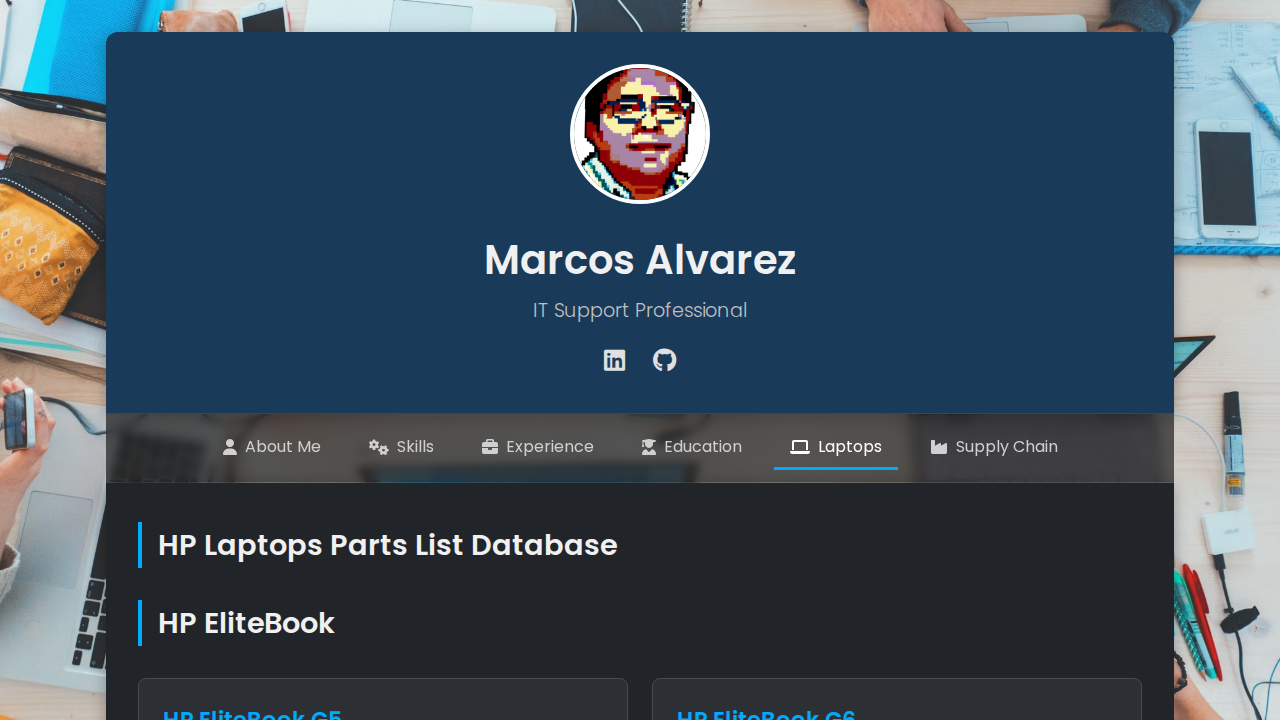 Marcos Alvarez
IT Support Professional
About Me
Skills
Experience
Education
Laptops
Supply Chain
HP Laptops Parts List Database
HP EliteBook
HP EliteBook G5
HP EliteBook G6